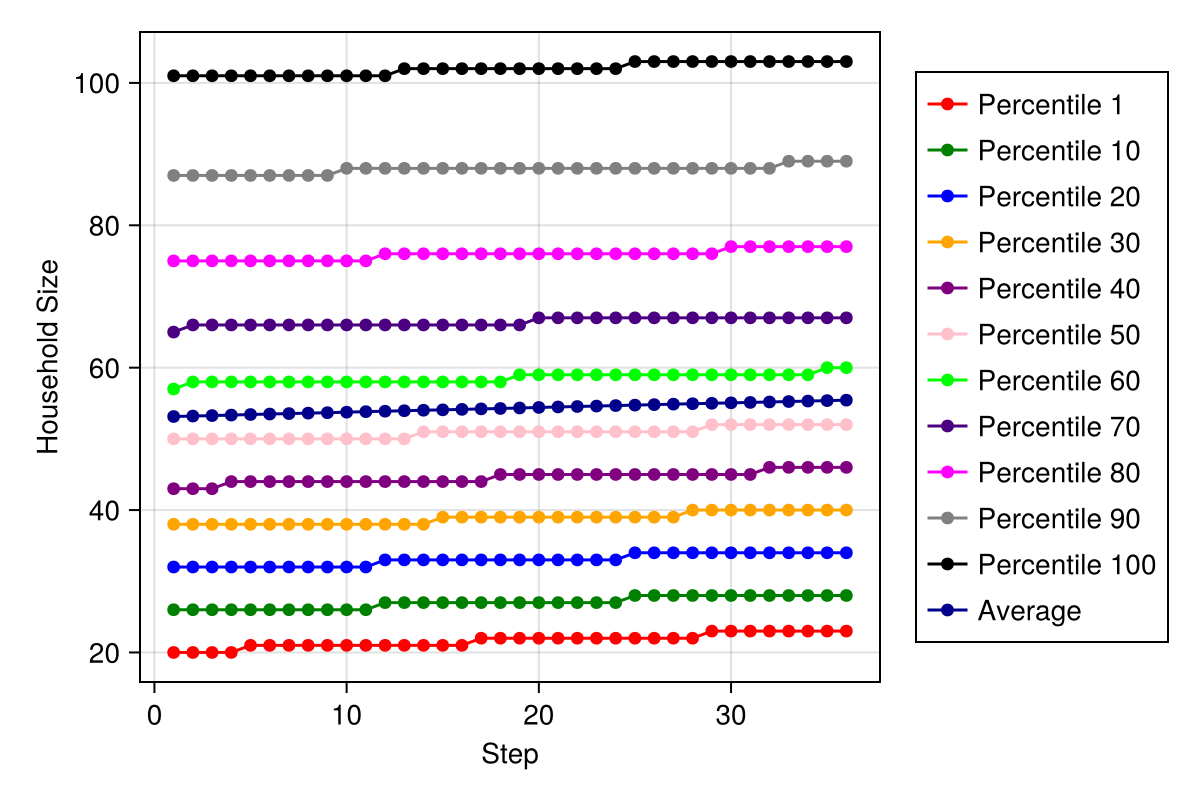 100
80
60
40
20
Household Size
0 10 20 30
Step
Percentile 1
Percentile 10
Percentile 20
Percentile 30
Percentile 40
Percentile 50
Percentile 60
Percentile 70
Percentile 80
Percentile 90
Percentile 100
Average